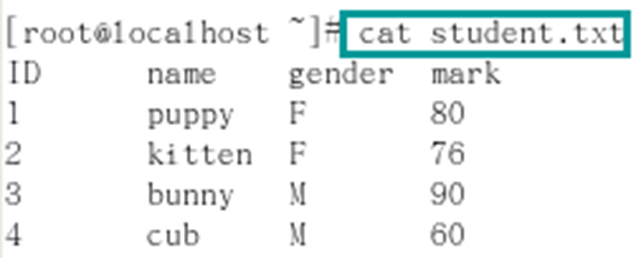 [root@localhost ~]# cat student.txt
ID name gender mark
1 puppy F 80
2 kitten F 76
3 bunny M 90
4 cub M 60